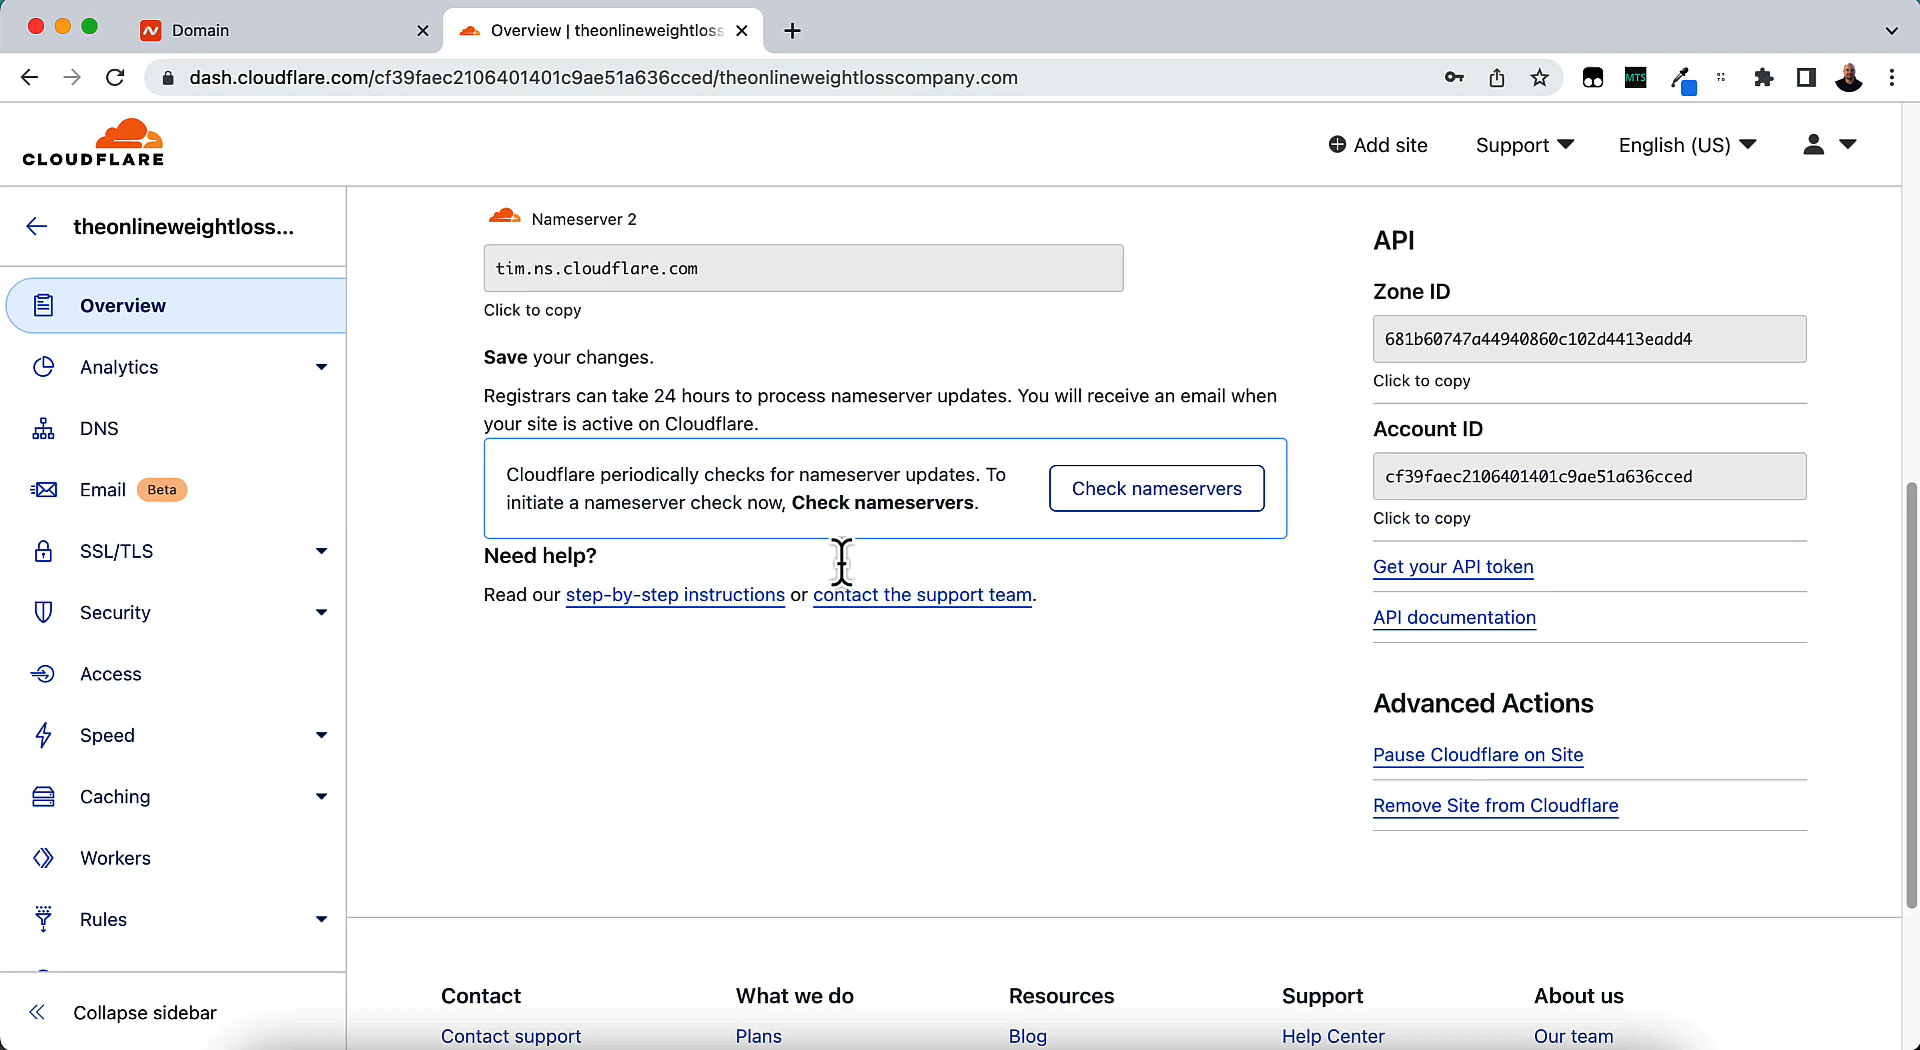 Domain
Overview | theonlineweightloss
dash.cloudflare.com/cf39faec2106401401c9ae51a636cced/theonlineweightlosscompany.com
MTS
CLOUDFLARE
Add site
Support
English (US)
theonlineweightloss...
Overview
Analytics
DNS
Email Beta
SSL/TLS
Security
Access
Speed
Caching
Workers
Rules
Collapse sidebar
Nameserver 2
tim.ns.cloudflare.com
Click to copy
Save your changes.
Registrars can take 24 hours to process nameserver updates. You will receive an email when
your site is active on Cloudflare.
Cloudflare periodically checks for nameserver updates. To
initiate a nameserver check now, Check nameservers.
Check nameservers
Need help?
Read our step-by-step instructions or contact the support team.
API
Zone ID
681b60747a44940860c102d4413eadd4
Click to copy
Account ID
cf39faec2106401401c9ae51a636cced
Click to copy
Get your API token
API documentation
Advanced Actions
Pause Cloudflare on Site
Remove Site from Cloudflare
Contact
Contact support
What we do
Plans
Resources
Blog
Support
Help Center
About us
Our team